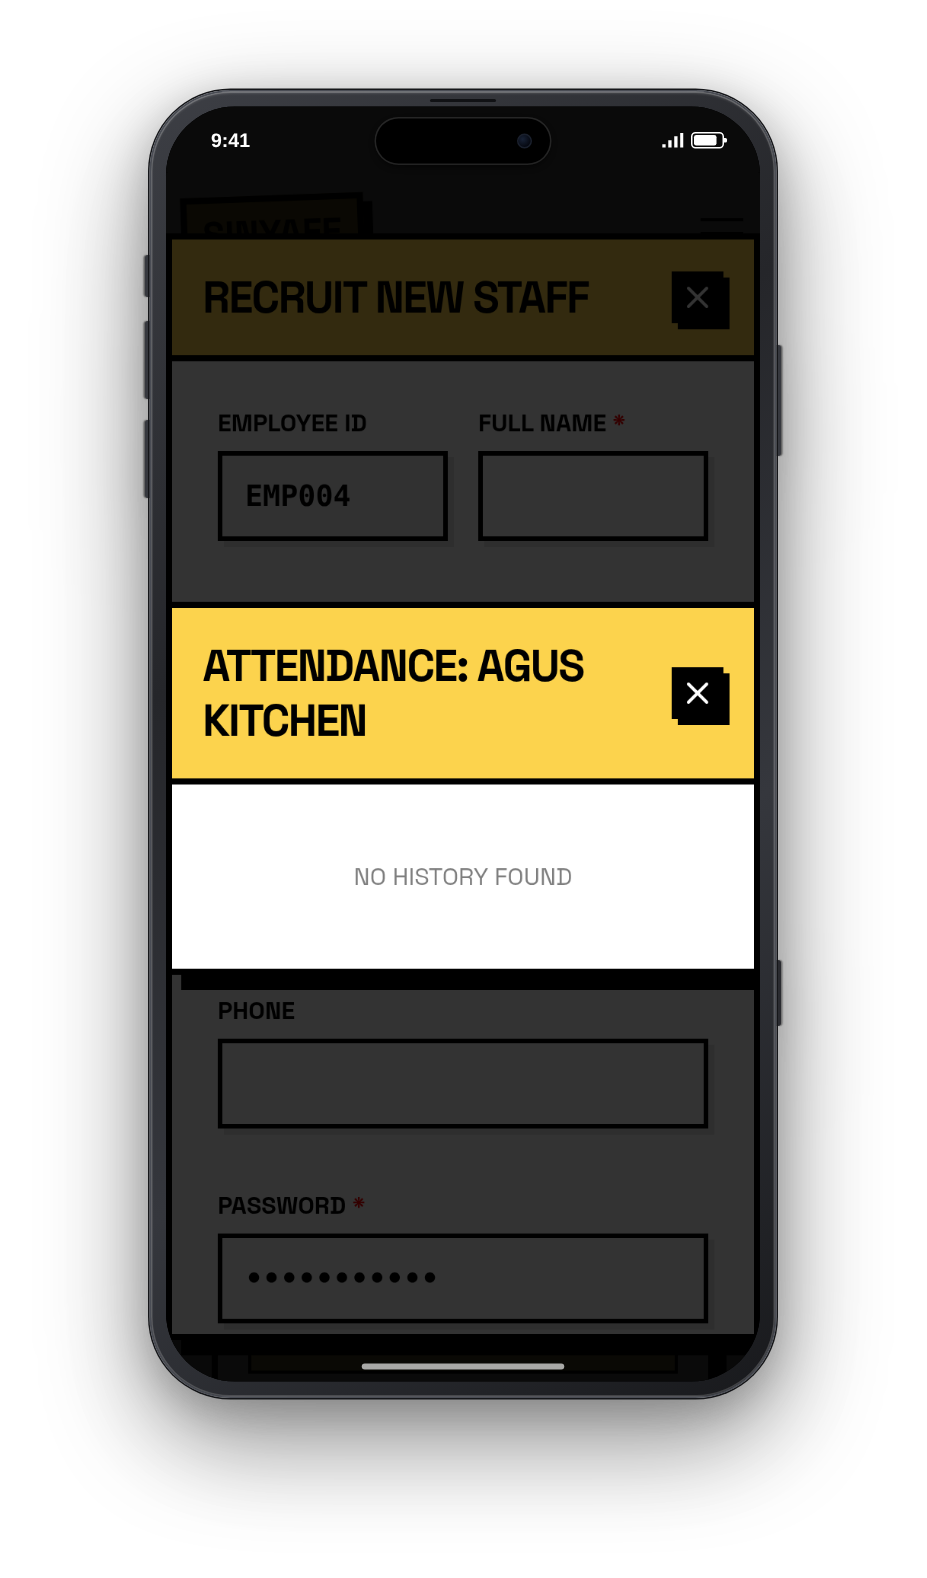 9:41
RECRUIT NEW STAFF
EMPLOYEE ID
FULL NAME *
EMP004
ATTENDANCE: AGUS
KITCHEN
NO HISTORY FOUND
PHONE
PASSWORD *